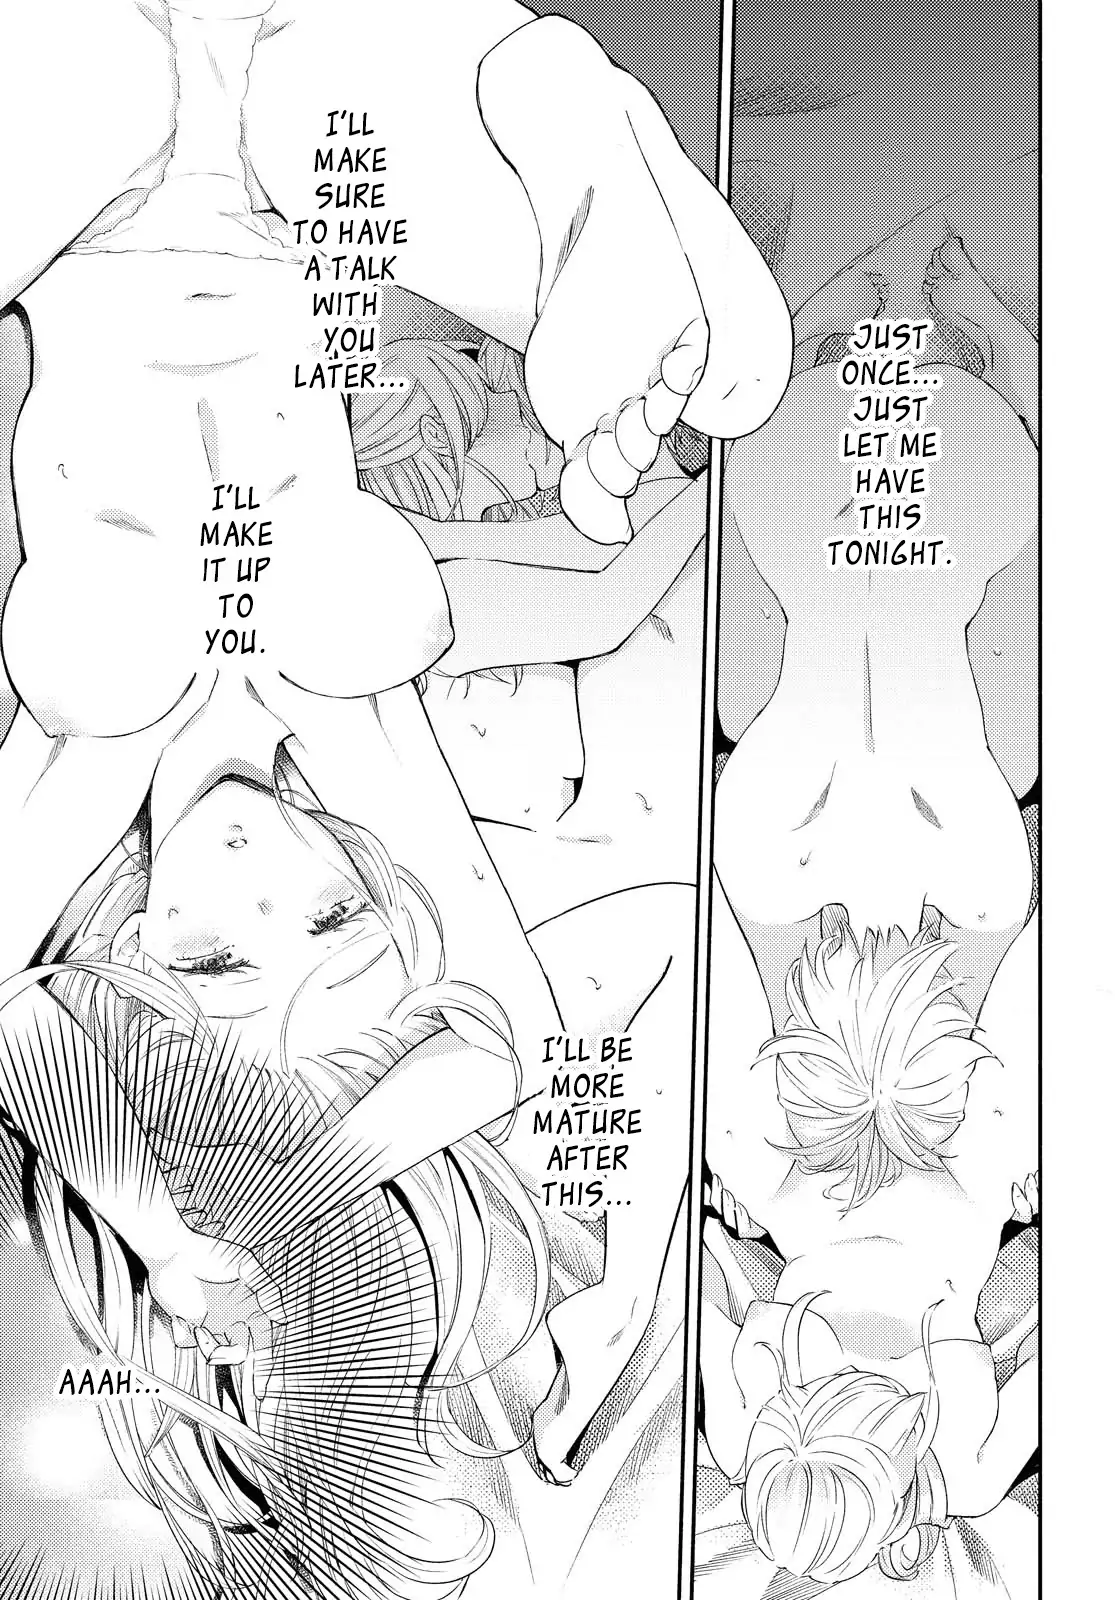 JUST
ONCE...
JUST
LET ME
HAVE
THIS
TONIGHT.
I'LL
MAKE
SURE
TO HAVE
A TALK
WITH
YOU
LATER...
I'LL
MAKE
IT UP
TO
YOU.
I'LL BE
MORE
MATURE
AFTER
THIS...
AAAH...